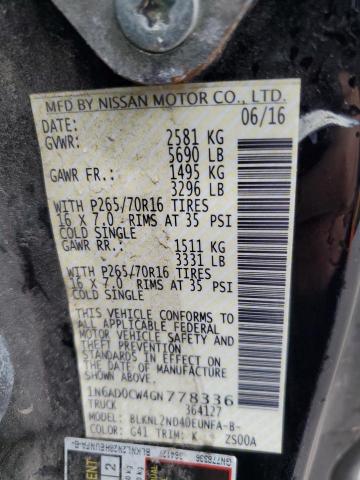 MFD BY NISSAN MOTOR CO., LTD.
DATE: 06/16
GVWR: 2581 KG
5690 LB
GAWR FR.: 1495 KG
3296 LB
WITH P265/70R16 TIRES
16 X 7.0 RIMS AT 35 PSI
COLD SINGLE
GAWR RR.: 1511 KG
3331 LB
WITH P265/70R16 TIRES
16 X 7.0 RIMS AT 35 PSI
COLD SINGLE
THIS VEHICLE CONFORMS TO
ALL APPLICABLE FEDERAL
MOTOR VEHICLE SAFETY AND
THEFT PREVENTION
STANDARDS IN EFFECT ON
THE DATE OF MANUFACTURE
SHOWN ABOVE.
1N6AD0CW4GN778336
TRUCK 364127
MODEL: BLKNL2ND40EUNFA-B-
COLOR: G41 TRIM: K ZS00A
GN778336